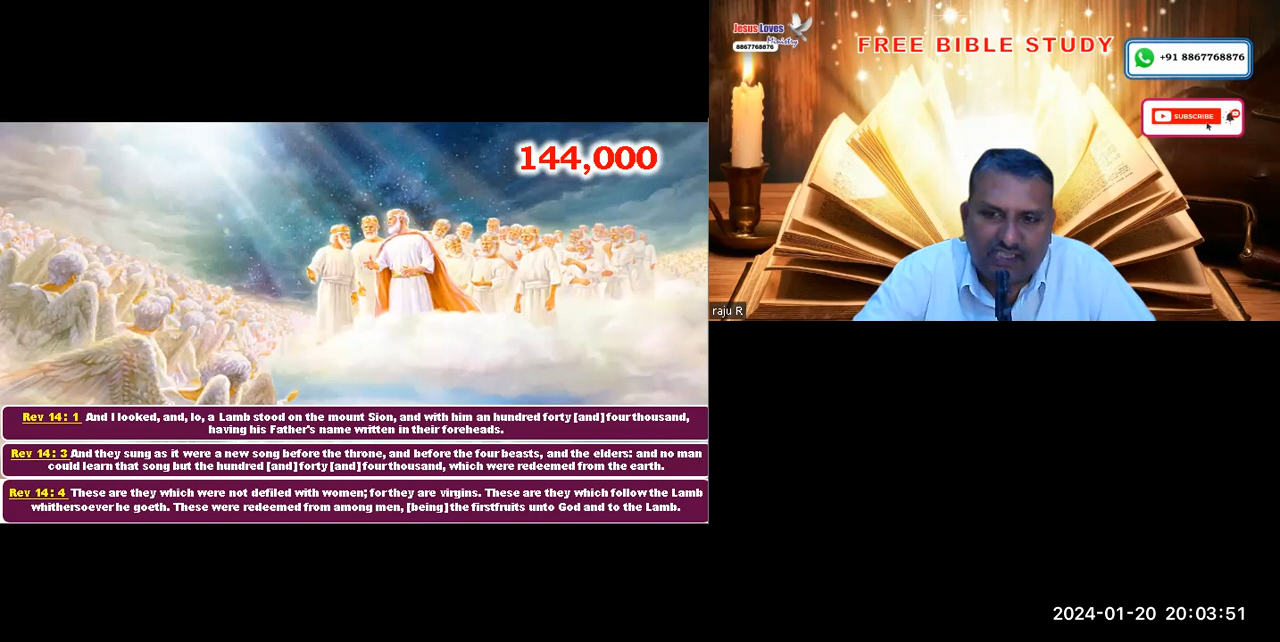 144,000
Rev 14: 1 And I looked, and, lo, a Lamb stood on the mount Sion, and with him an hundred forty [and] four thousand,
having his Father's name written in their foreheads.
Rev 14: 3 And they sung as it were a new song before the throne, and before the four beasts, and the elders: and no man
could learn that song but the hundred [and] forty [and] four thousand, which were redeemed from the earth.
Rev 14: 4 These are they which were not defiled with women; for they are virgins. These are they which follow the Lamb
whithersoever he goeth. These were redeemed from among men, [being] the firstfruits unto God and to the Lamb.
Jesus Loves
Ministry
8867768876
FREE BIBLE STUDY
+91 8867768876
SUBSCRIBE
raju R
2024-01-20 20:03:51